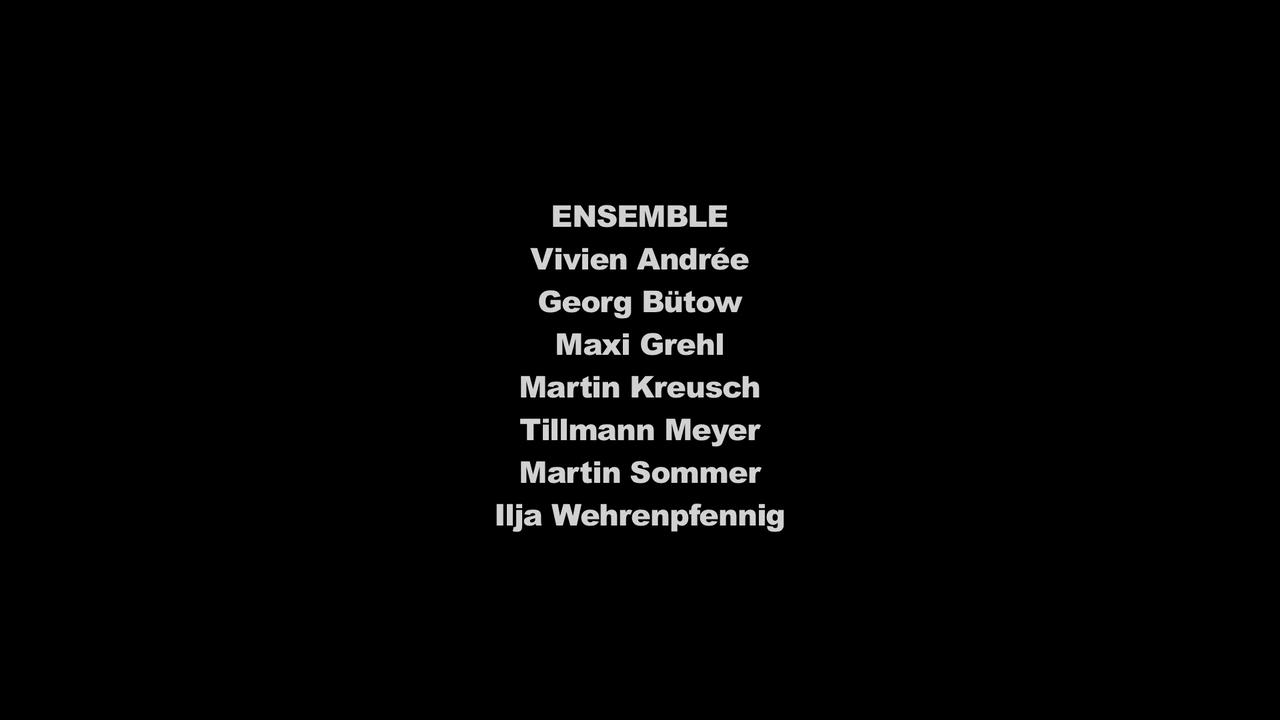 ENSEMBLE
Vivien Andrée
Georg Bütow
Maxi Grehl
Martin Kreusch
Tillmann Meyer
Martin Sommer
Ilja Wehrenpfennig